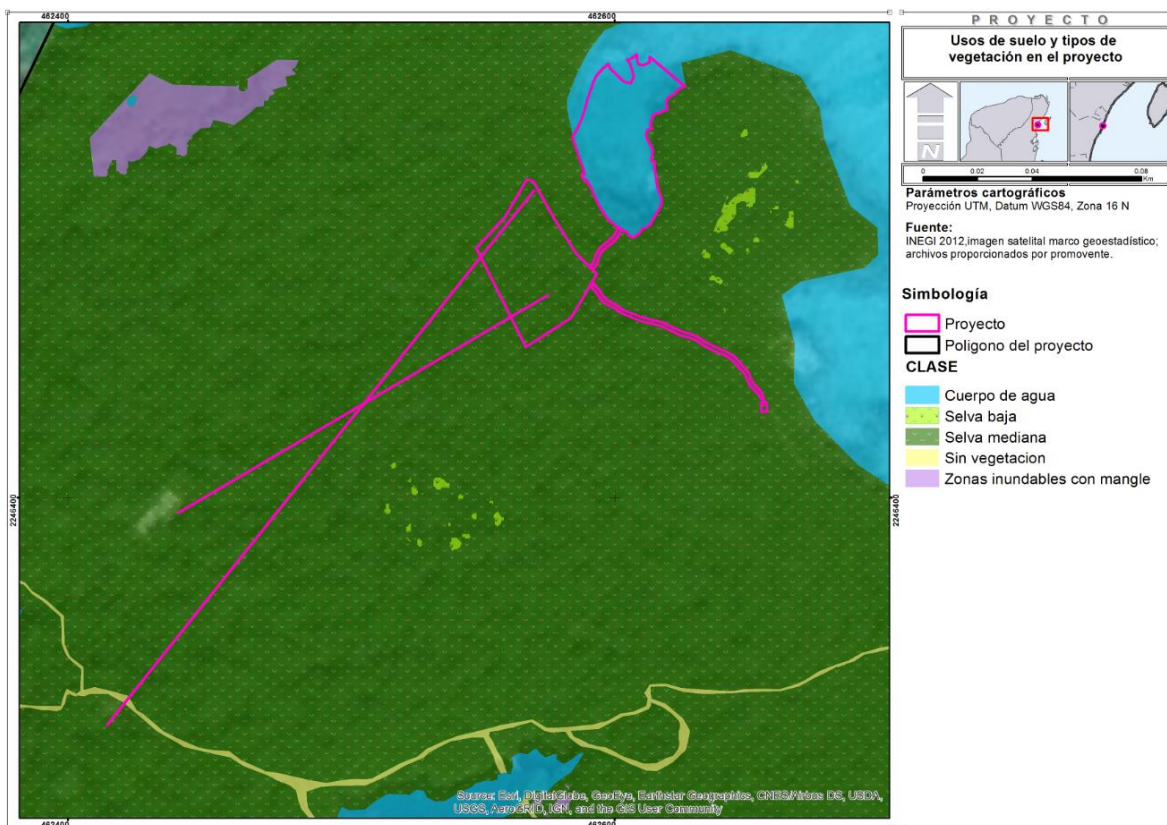 462400
462600
2246400
2246400
462400
462600
Source: Esri, DigitalGlobe, GeoEye, Earthstar Geographics, CNES/Airbus DS, USDA,
USGS, AeroGRID, IGN, and the GIS User Community
PROYECTO
Usos de suelo y tipos de
vegetación en el proyecto
N
0 0.02 0.04 0.08
Km
Parámetros cartográficos
Proyección UTM, Datum WGS84, Zona 16 N
Fuente:
INEGI 2012,imagen satelital marco geoestadístico;
archivos proporcionados por promovente.
Simbología
Proyecto
Poligono del proyecto
CLASE
Cuerpo de agua
Selva baja
Selva mediana
Sin vegetacion
Zonas inundables con mangle